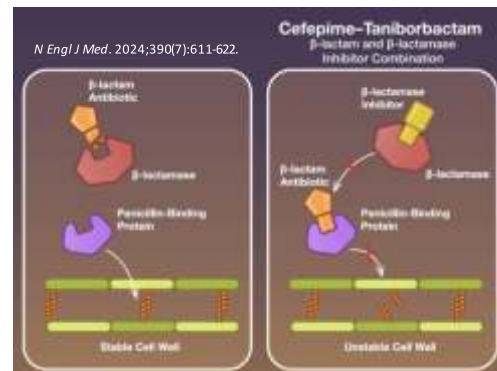 N Engl J Med. 2024;390(7):611-622.
Cefepime–Taniborbactam
β-lactam and β-lactamase
Inhibitor Combination
β-lactam
Antibiotic
β-lactamase
Penicillin-Binding
Protein
Stable Cell Wall
β-lactamase
Inhibitor
β-lactamase
β-lactam
Antibiotic
Penicillin-Binding
Protein
Unstable Cell Wall